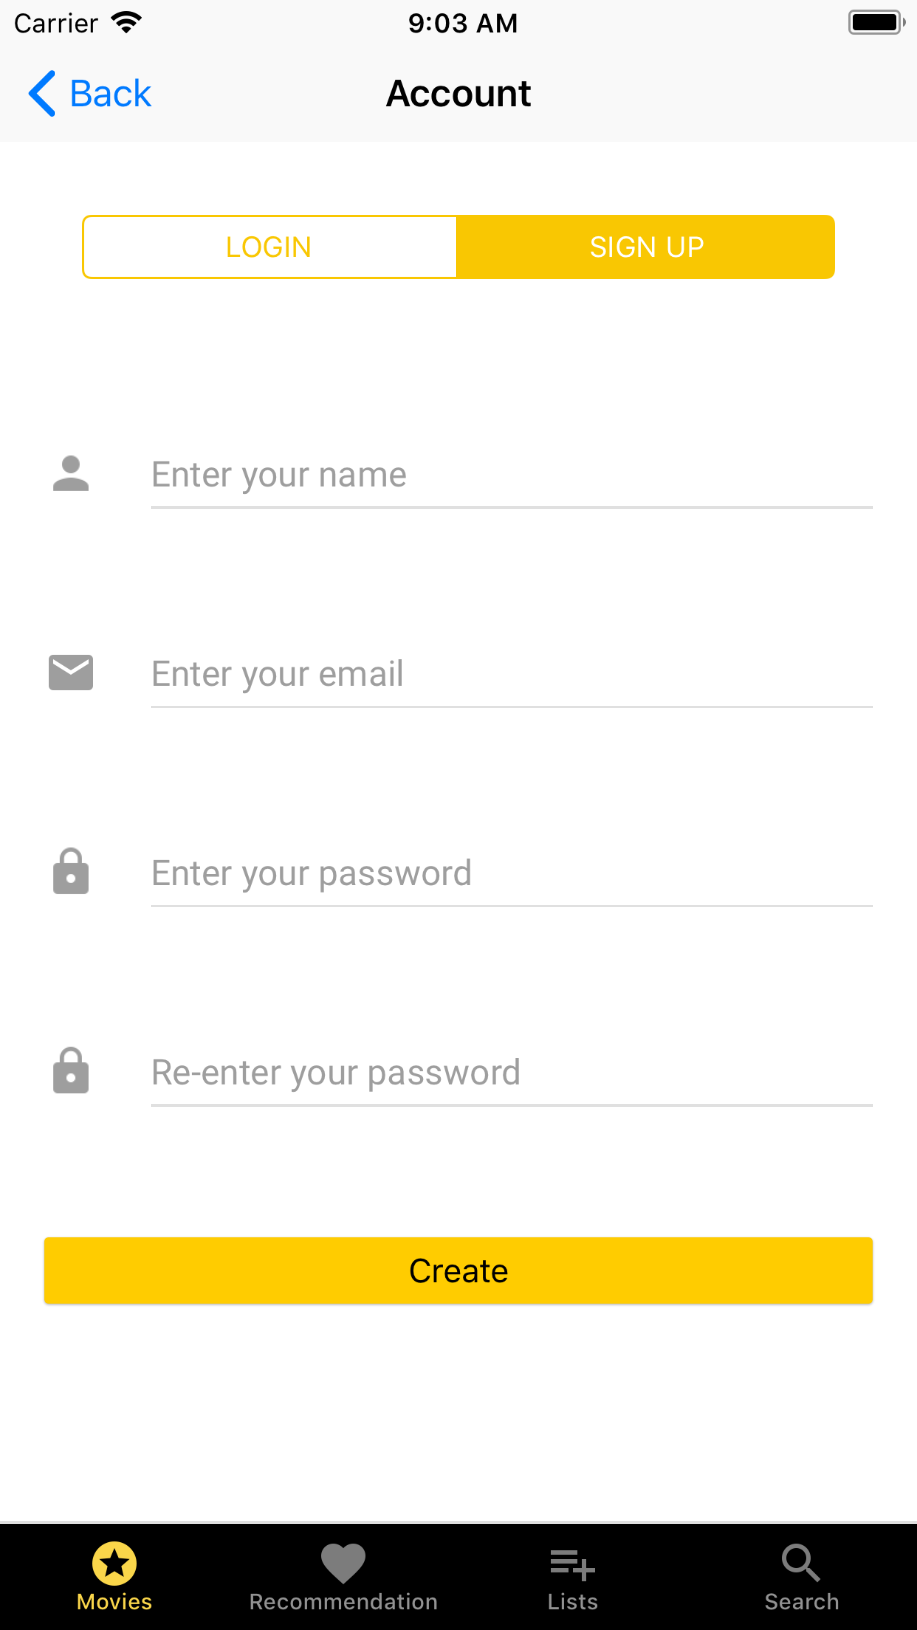 Carrier 9:03 AM
Back Account
LOGIN SIGN UP
Enter your name
Enter your email
Enter your password
Re-enter your password
Create
Movies Recommendation Lists Search